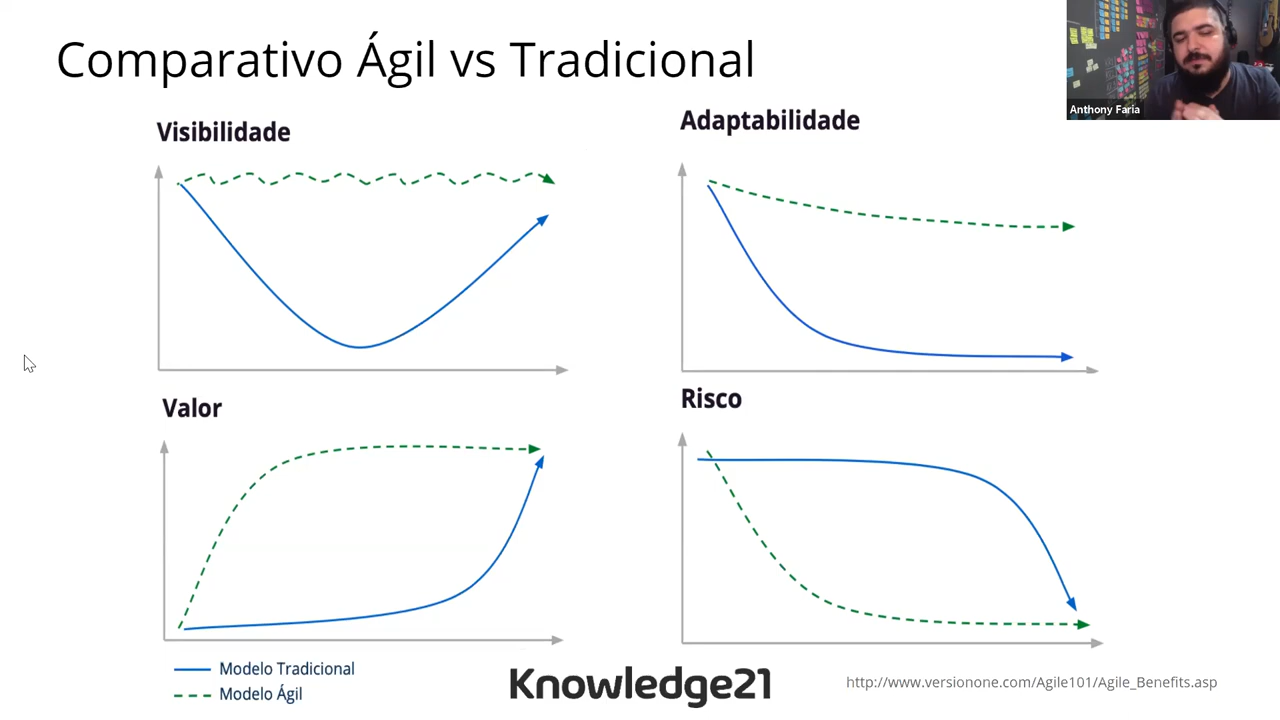 Comparativo Ágil vs Tradicional
Anthony Faria
Visibilidade
Adaptabilidade
Valor
Risco
Modelo Tradicional
Modelo Ágil
Knowledge21
http://www.versionone.com/Agile101/Agile_Benefits.asp